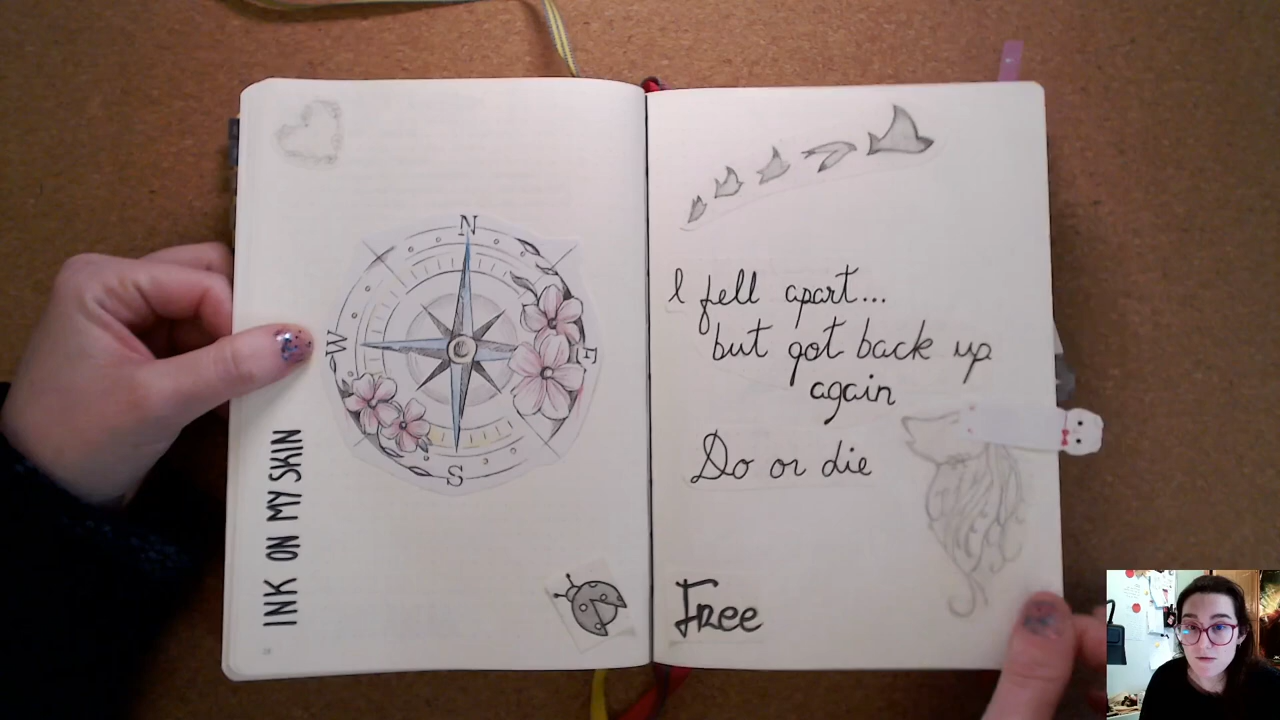 INK ON MY SKIN
N
W
E
S
I fell apart...
but got back up
again
Do or die
Free